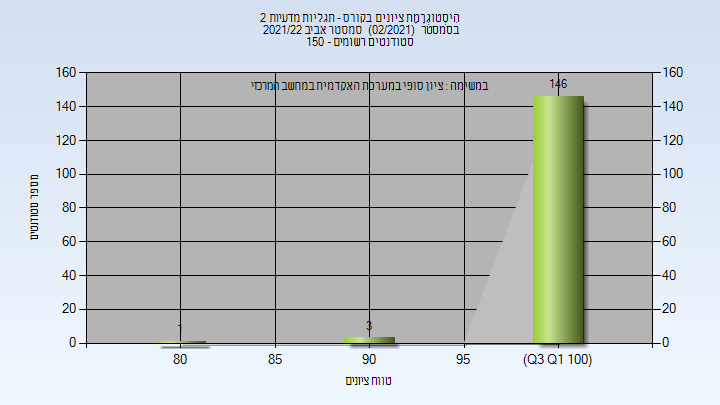 היסטוגרמת ציונים בקורס - תגליות מדעיות 2
בסמסטר (02/2021) סמסטר אביב 2021/22
סטודנטים רשומים - 150
במשימה : ציון סופי במערכת האקדמית במחשב המרכזי
160 160
140 140
120 120
100 100
80 80
60 60
40 40
20 20
0 0
1 3 146
80 85 90 95 (Q3 Q1 100)
מספר סטודנטים
טווח ציונים